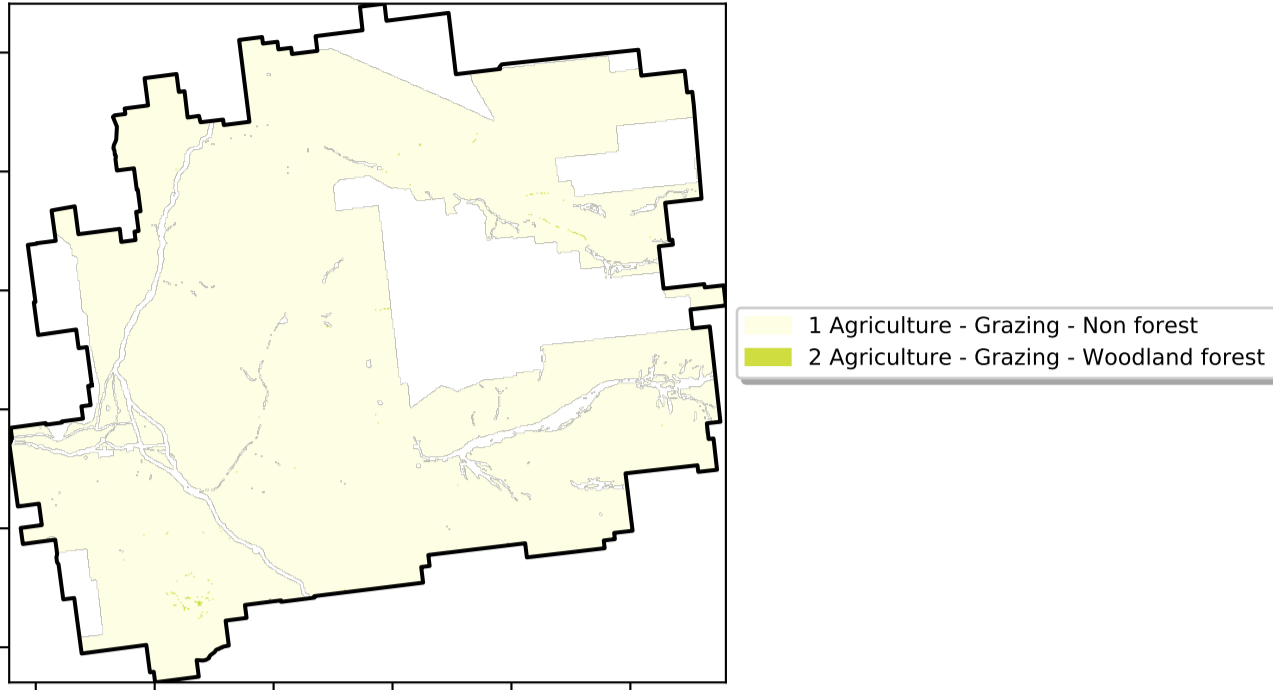 1 Agriculture - Grazing - Non forest
2 Agriculture - Grazing - Woodland forest